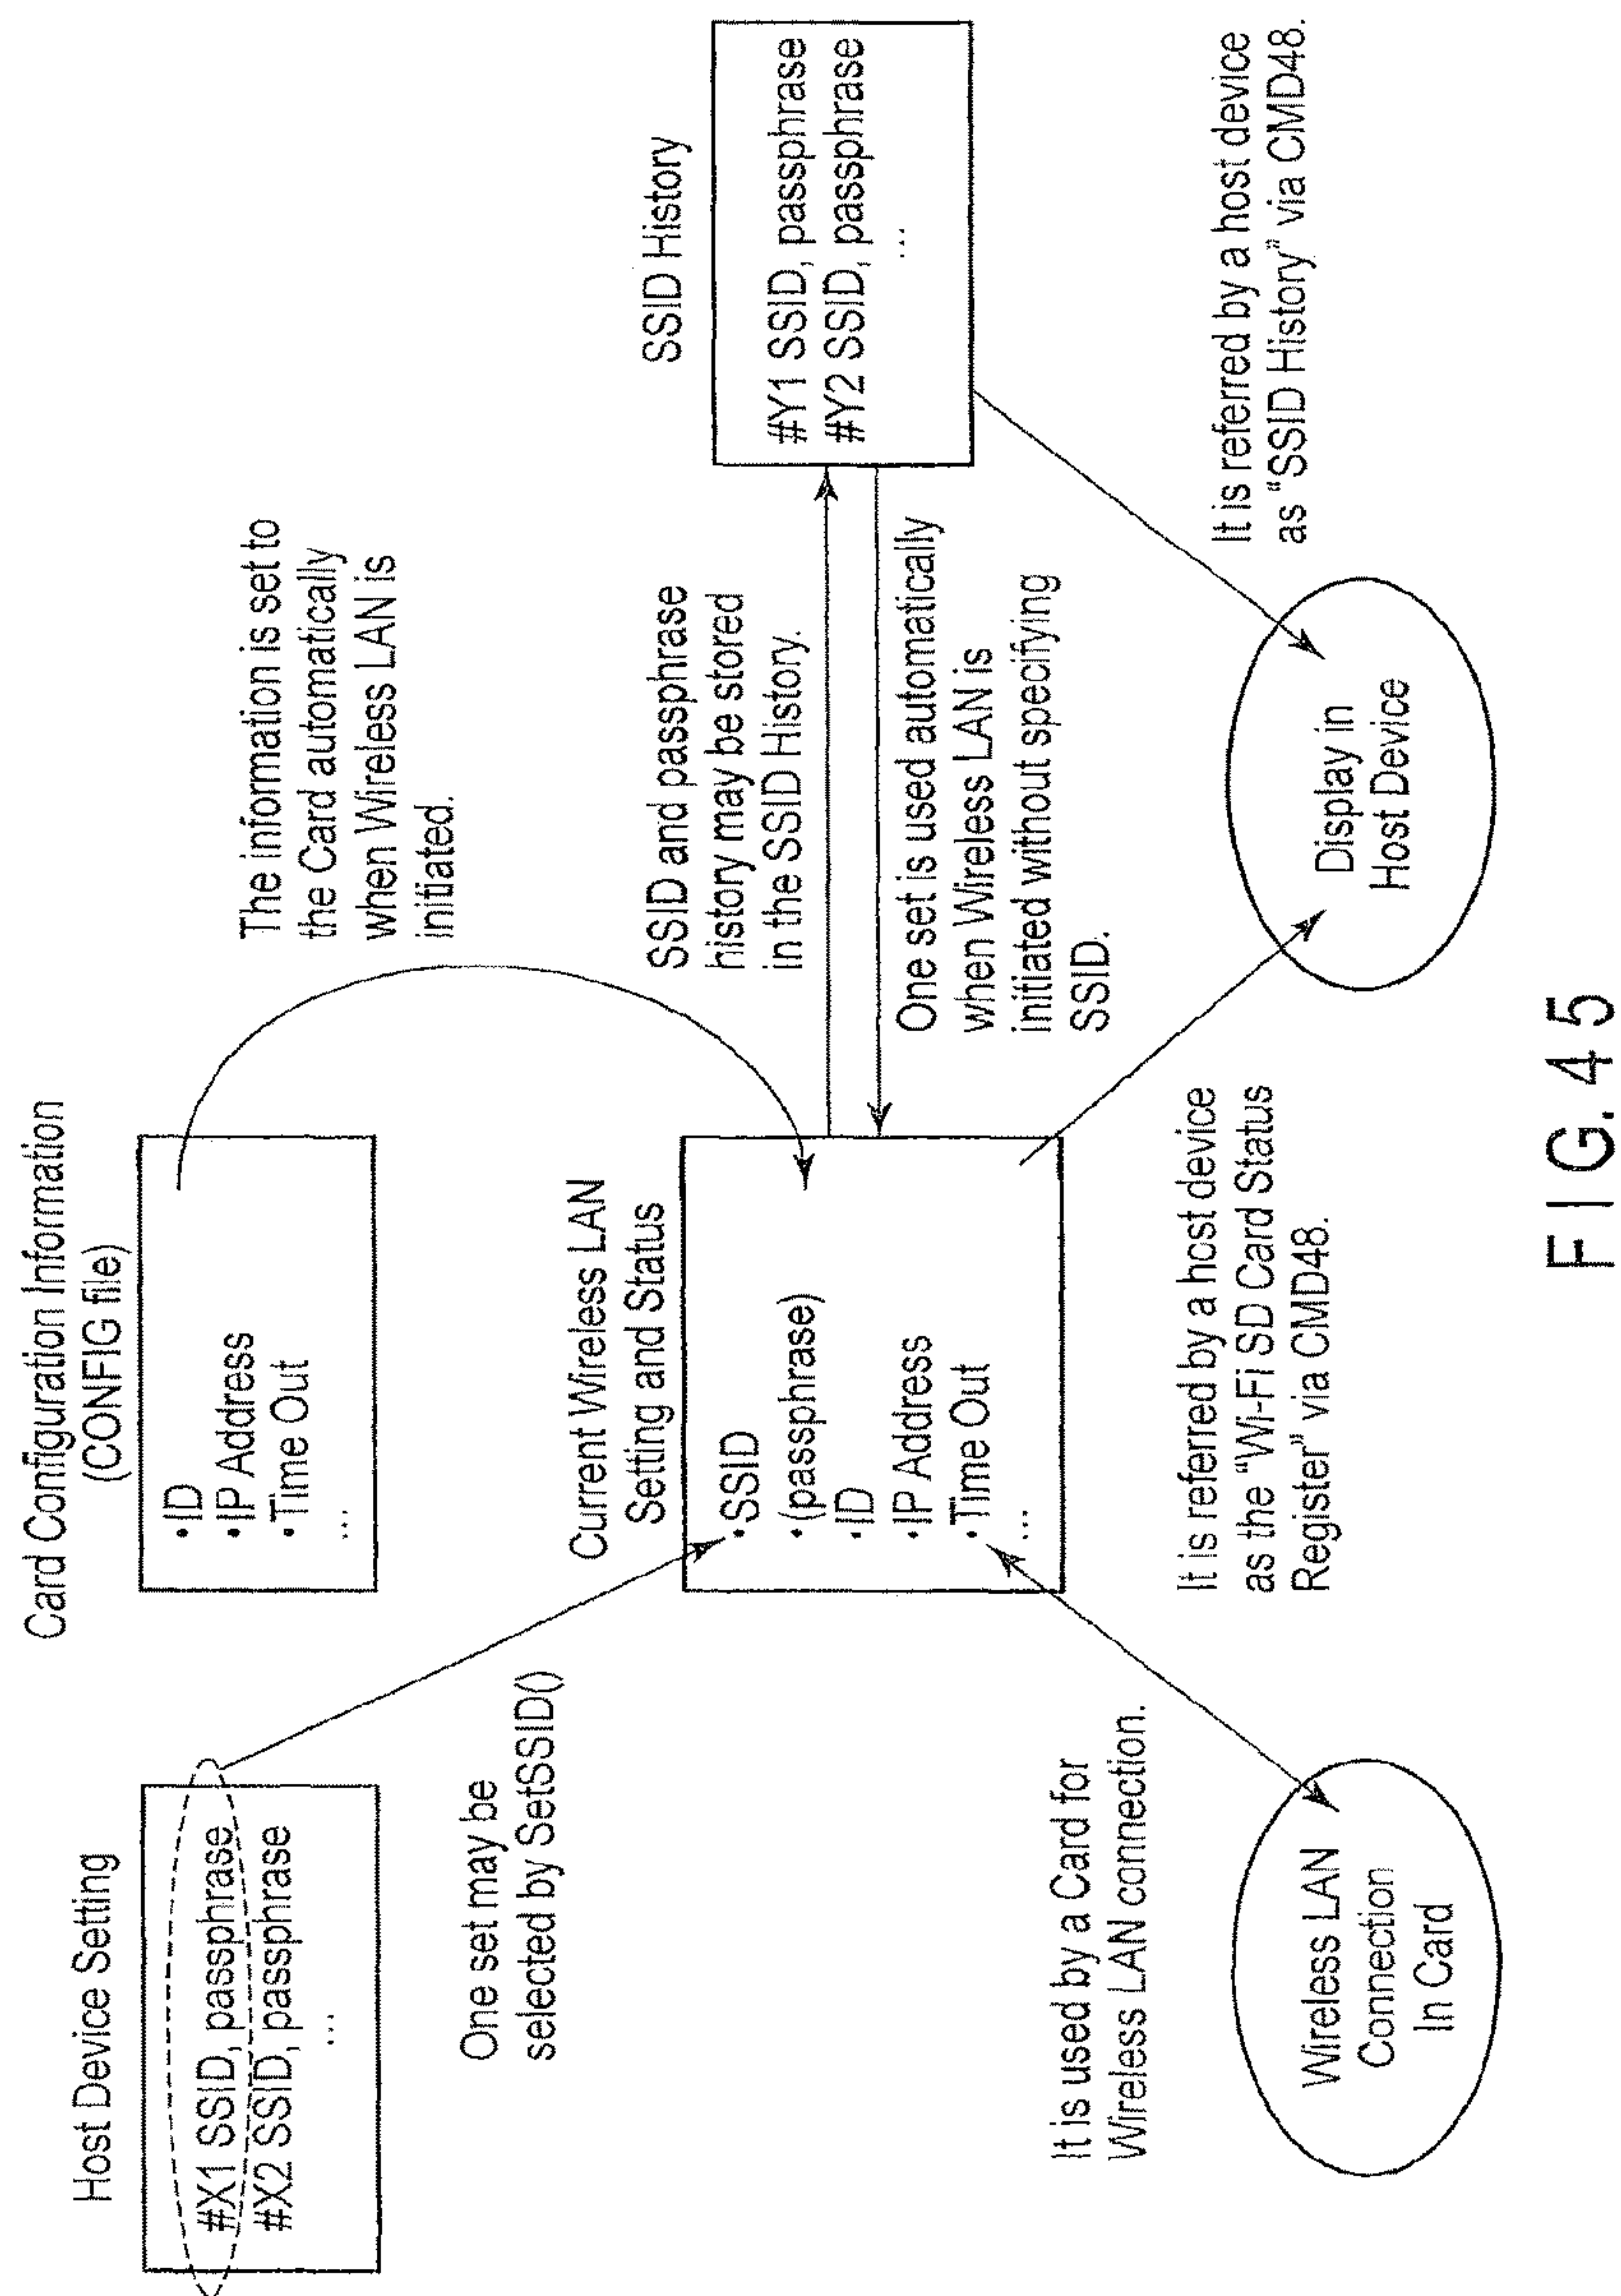 Host Device Setting
#X1 SSID, passphrase
#X2 SSID, passphrase
...
One set may be
selected by SetSSID()
Card Configuration Information
(CONFIG file)
• ID
• IP Address
• Time Out
...
The information is set to
the Card automatically
when Wireless LAN is
initiated.
Current Wireless LAN
Setting and Status
• SSID
• (passphrase)
• ID
• IP Address
• Time Out
...
SSID and passphrase
history may be stored
in the SSID History.
One set is used automatically
when Wireless LAN is
initiated without specifying
SSID.
SSID History
#Y1 SSID, passphrase
#Y2 SSID, passphrase
...
It is used by a Card for
Wireless LAN connection.
Wireless LAN
Connection
In Card
It is referred by a host device
as the “Wi-Fi SD Card Status
Register” via CMD48.
Display in
Host Device
It is referred by a host device
as “SSID History” via CMD48.
FIG. 45